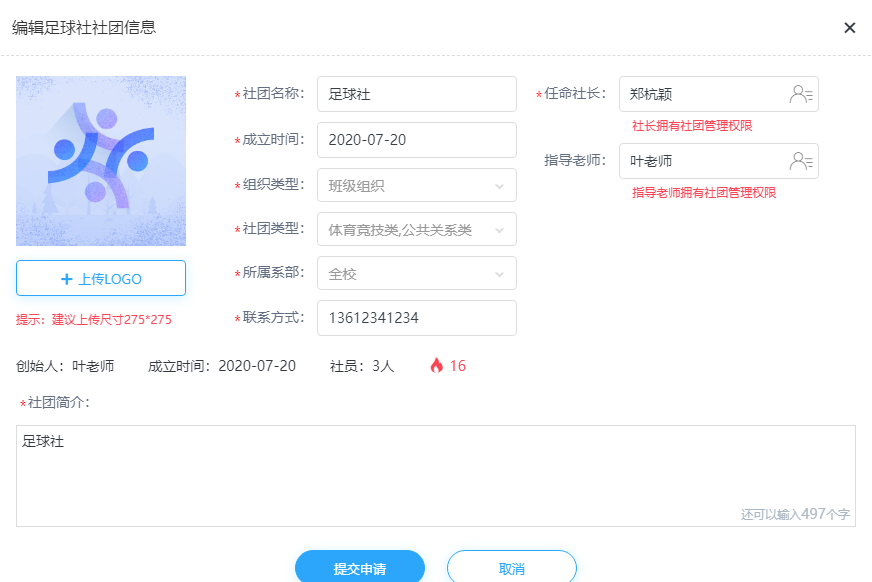 编辑足球社社团信息
×
*社团名称： 足球社
*任命社长： 郑杭颖
社长拥有社团管理权限
*成立时间： 2020-07-20
指导老师： 叶老师
指导老师拥有社团管理权限
*组织类型： 班级组织
*社团类型： 体育竞技类,公共关系类
*所属系部： 全校
*联系方式： 13612341234
+ 上传LOGO
提示：建议上传尺寸275*275
创始人：叶老师 成立时间：2020-07-20 社员：3人 16
*社团简介：
足球社
还可以输入497个字
提交申请 取消